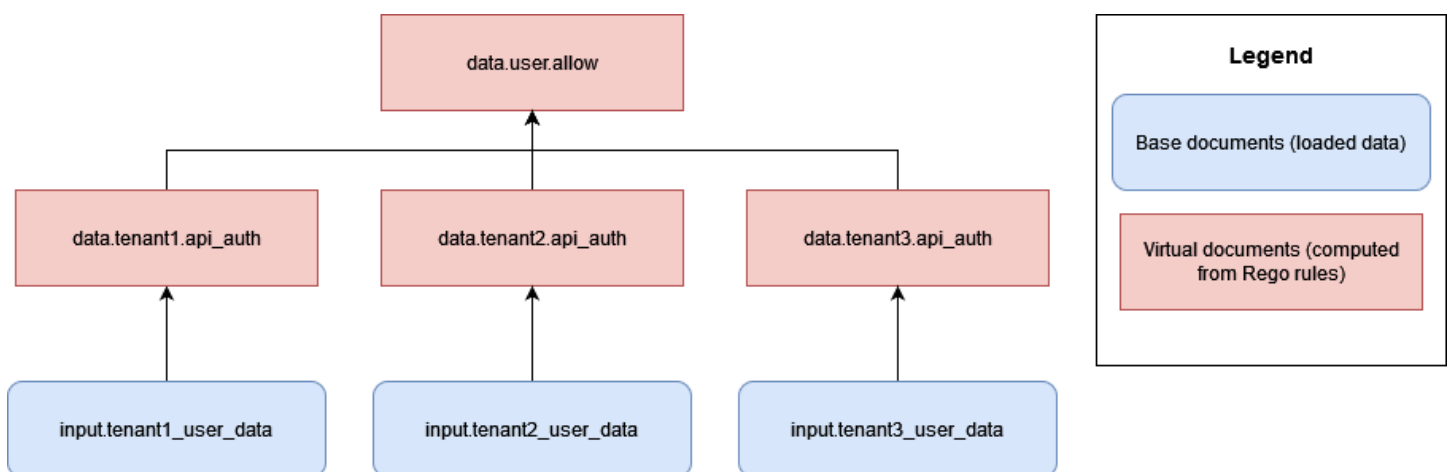 data.user.allow
Legend
Base documents (loaded data)
data.tenant1.api_auth
data.tenant2.api_auth
data.tenant3.api_auth
Virtual documents (computed
from Rego rules)
input.tenant1_user_data
input.tenant2_user_data
input.tenant3_user_data